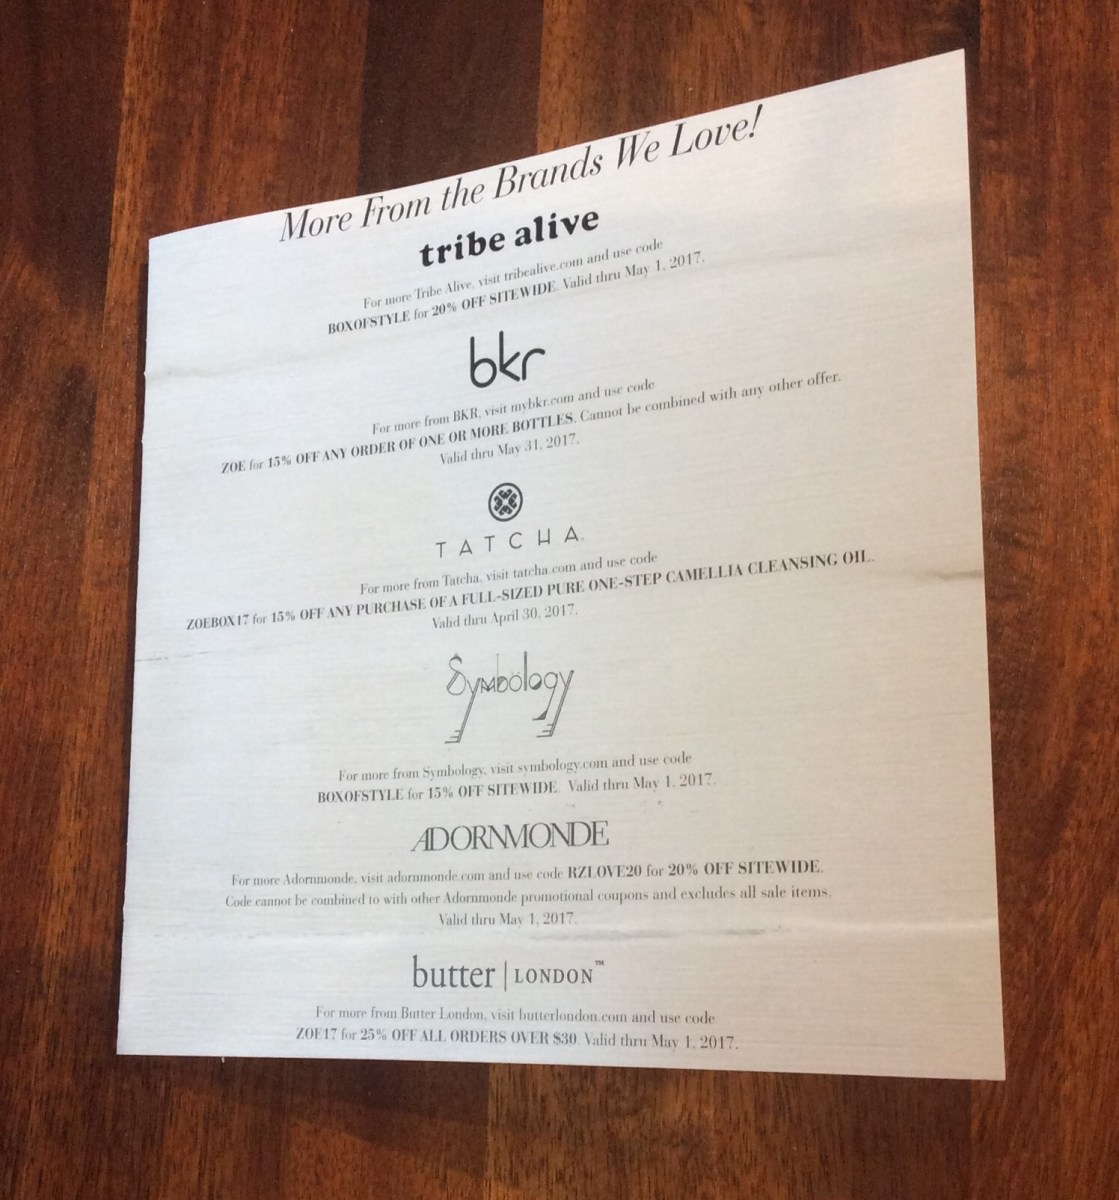 More From the Brands We Love!
tribe alive
For more Tribe Alive, visit tribealive.com and use code
BOXOFSTYLE for 20% OFF SITEWIDE. Valid thru May 1, 2017.
bkr
For more from BKR, visit mybkr.com and use code
ZOE for 15% OFF ANY ORDER OF ONE OR MORE BOTTLES. Cannot be combined with any other offer.
Valid thru May 31, 2017.
TATCHA.
For more from Tatcha, visit tatcha.com and use code
ZOEBOX17 for 15% OFF ANY PURCHASE OF A FULL-SIZED PURE ONE-STEP CAMELLIA CLEANSING OIL.
Valid thru April 30, 2017.
Symbology
For more from Symbology, visit symbology.com and use code
BOXOFSTYLE for 15% OFF SITEWIDE. Valid thru May 1, 2017.
ADORNMONDE
For more Adornmonde, visit adornmonde.com and use code RZLOVE20 for 20% OFF SITEWIDE.
Code cannot be combined to with other Adornmonde promotional coupons and excludes all sale items.
Valid thru May 1, 2017.
butter | LONDON™
For more from Butter London, visit butterlondon.com and use code
ZOE17 for 25% OFF ALL ORDERS OVER $30. Valid thru May 1, 2017.